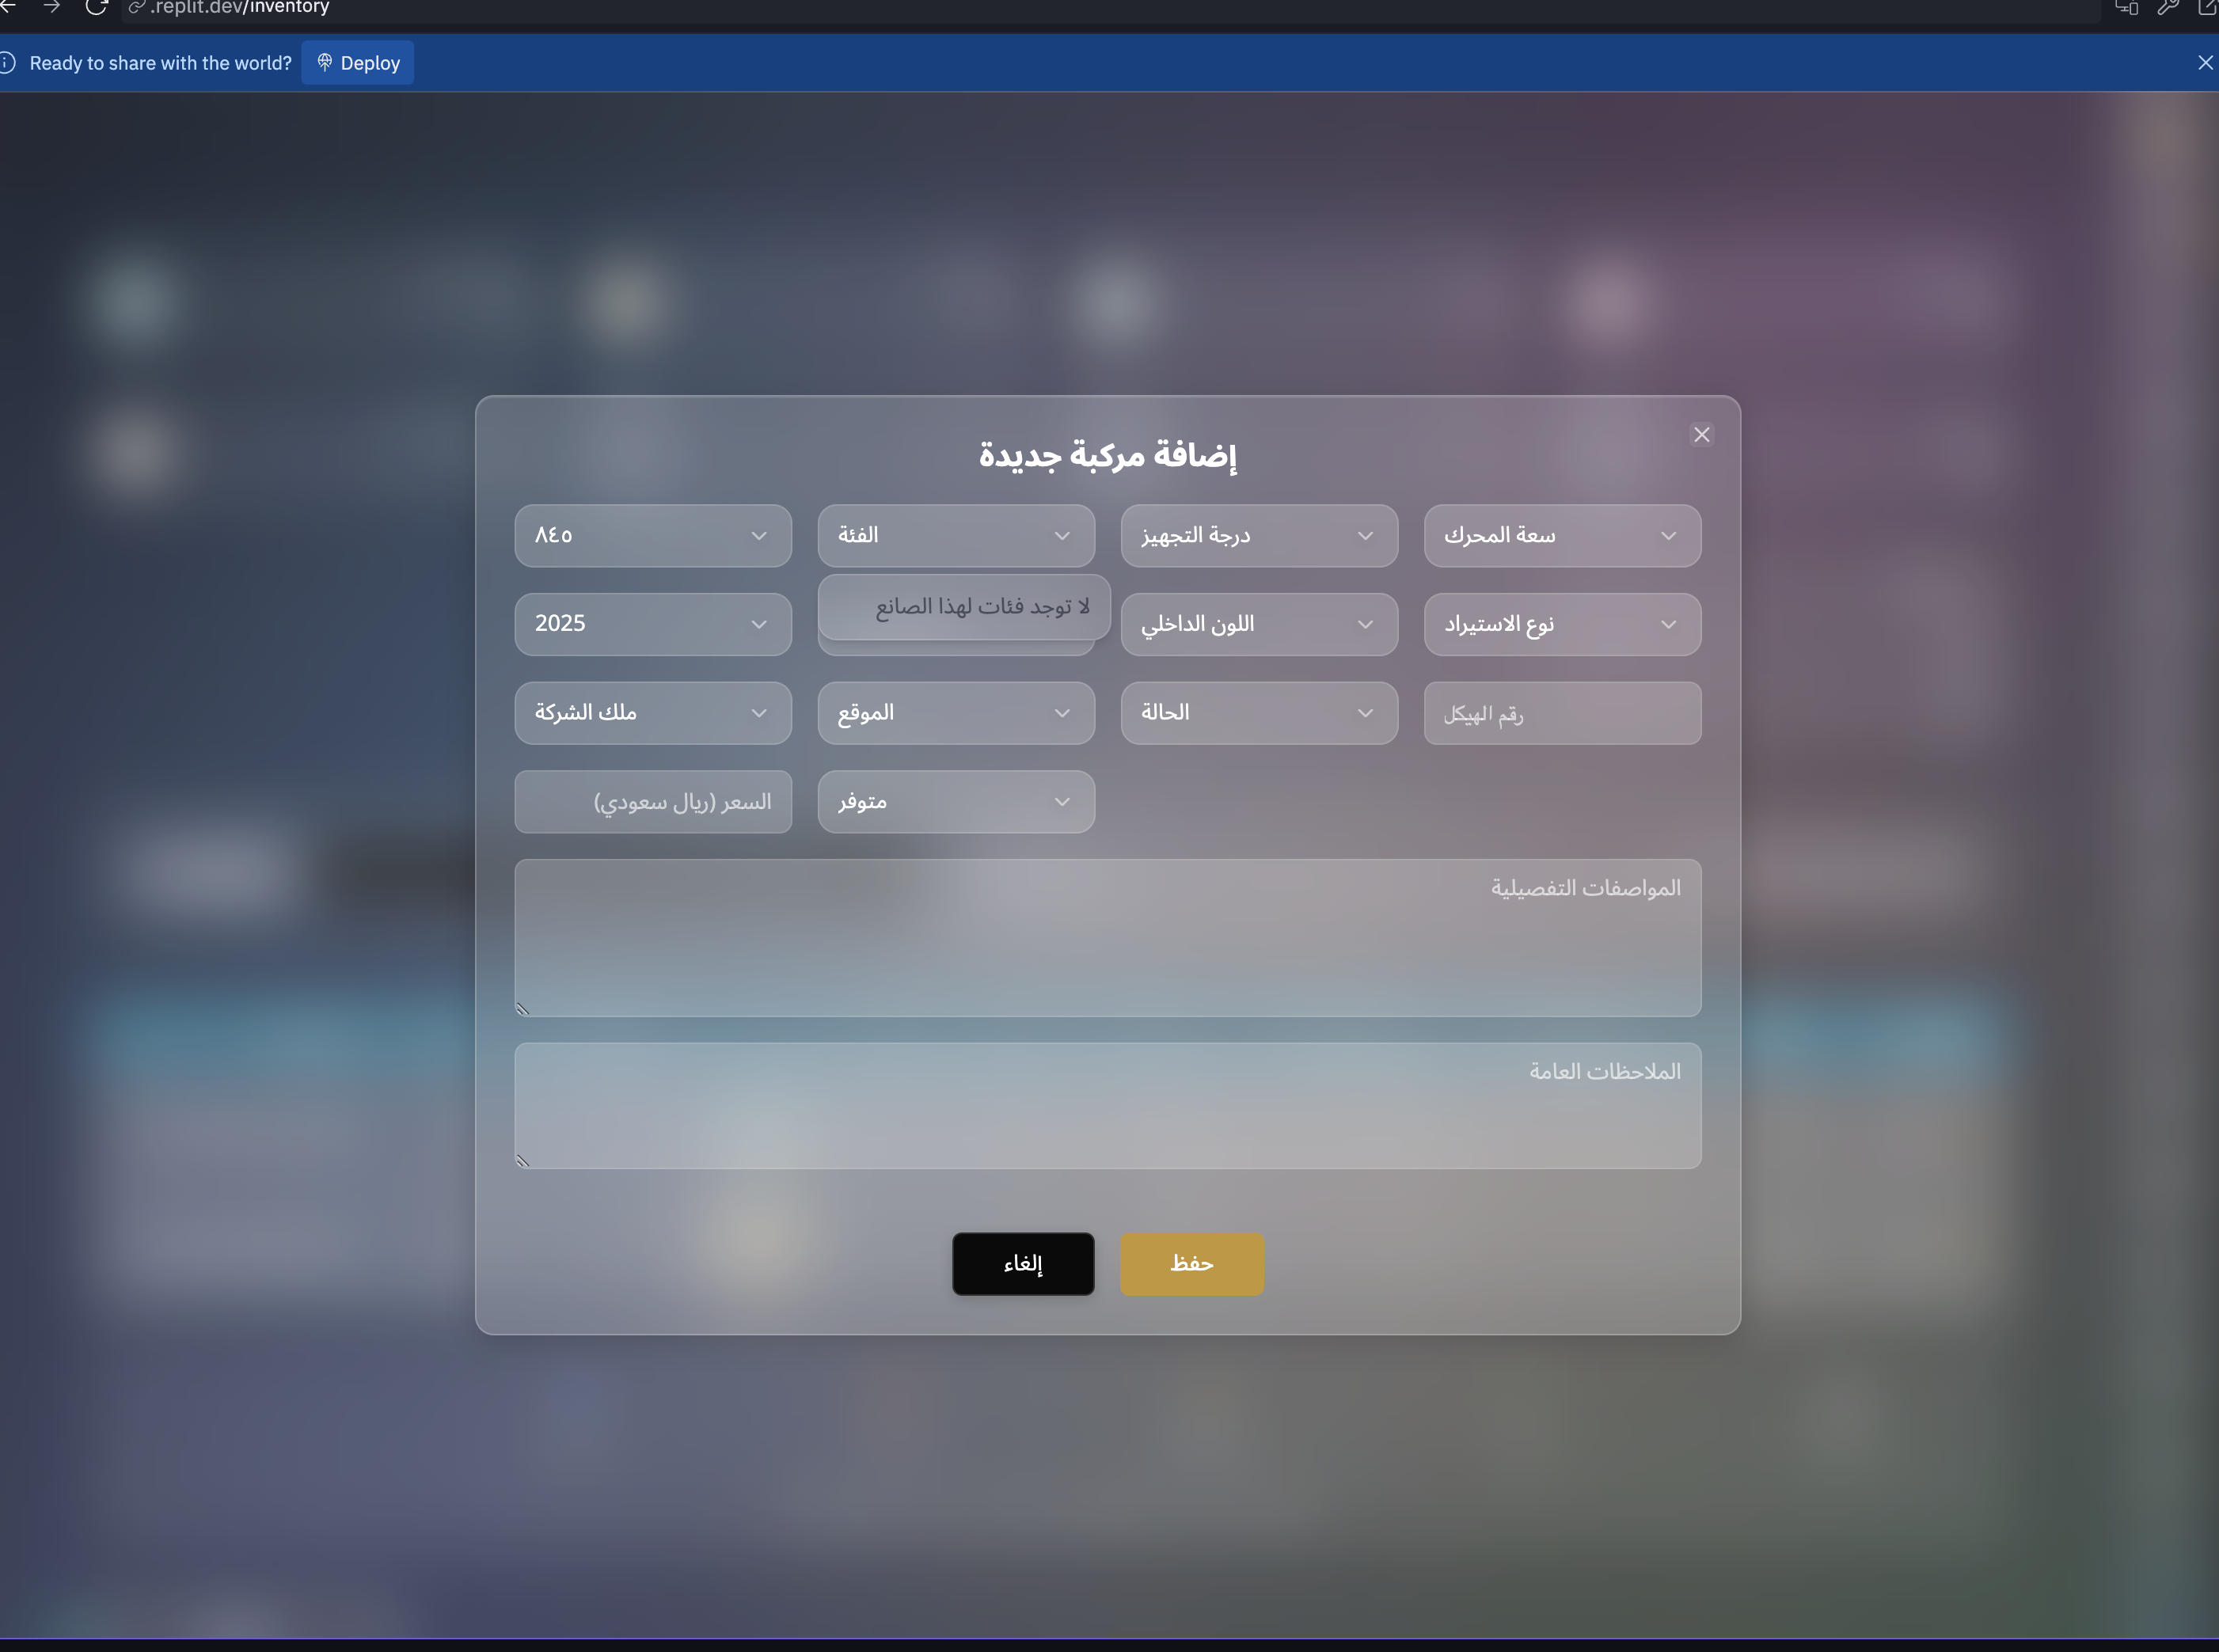 .replit.dev/inventory
Ready to share with the world? Deploy
إضافة مركبة جديدة
٨٤٥
الفئة
درجة التجهيز
سعة المحرك
2025
لا توجد فئات لهذا الصانع
اللون الداخلي
نوع الاستيراد
ملك الشركة
الموقع
الحالة
رقم الهيكل
السعر (ريال سعودي)
متوفر
المواصفات التفصيلية
الملاحظات العامة
إلغاء
حفظ